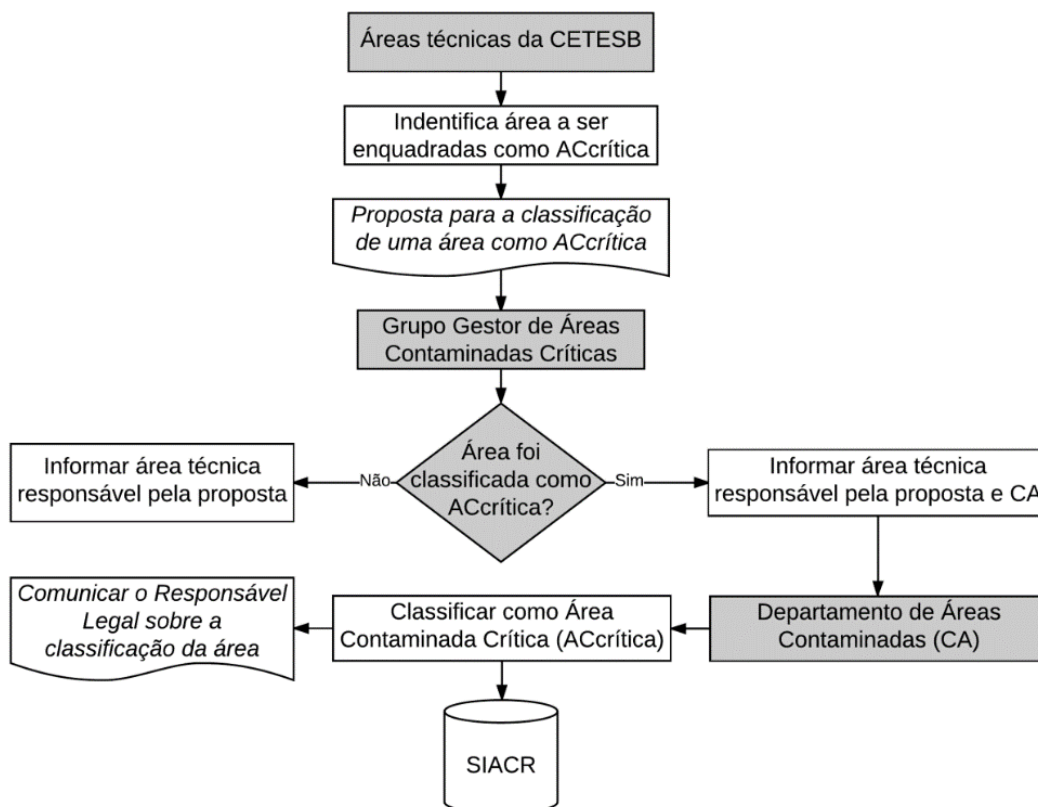 Áreas técnicas da CETESB
Indentifica área a ser
enquadradas como ACcrítica
Proposta para a classificação
de uma área como ACcrítica
Grupo Gestor de Áreas
Contaminadas Críticas
Área foi
classificada como
ACcrítica?
Não
Sim
Informar área técnica
responsável pela proposta
Informar área técnica
responsável pela proposta e CA
Comunicar o Responsável
Legal sobre a
classificação da área
Classificar como Área
Contaminada Crítica (ACcrítica)
Departamento de Áreas
Contaminadas (CA)
SIACR